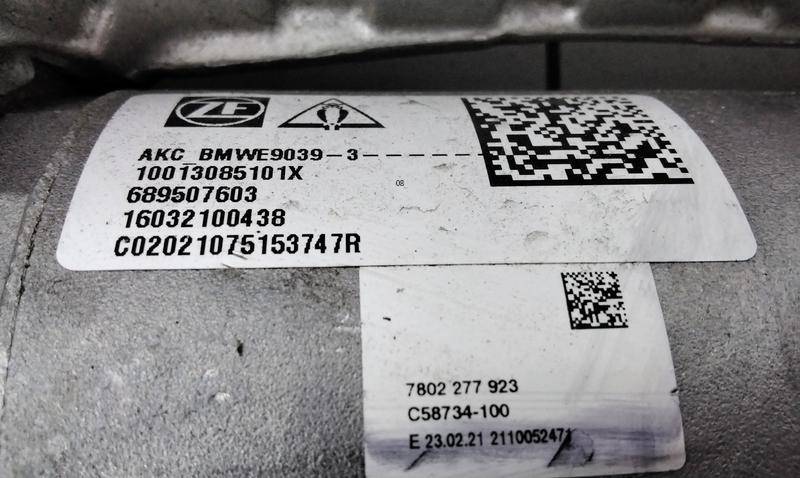 ZF
AKC_BMWE9039-3------
10013085101X
08
689507603
16032100438
C02021075153747R
7802 277 923
C58734-100
E 23.02.21 2110052471